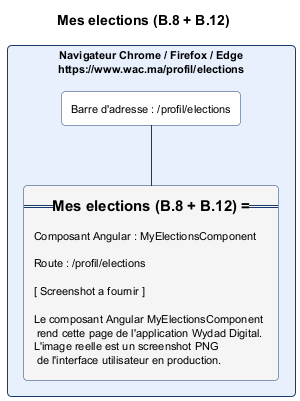 Mes elections (B.8 + B.12)
Navigateur Chrome / Firefox / Edge
https://www.wac.ma/profil/elections
Barre d'adresse : /profil/elections
Mes elections (B.8 + B.12) =
Composant Angular : MyElectionsComponent
Route : /profil/elections
[ Screenshot a fournir ]
Le composant Angular MyElectionsComponent
rend cette page de l'application Wydad Digital.
L'image reelle est un screenshot PNG
de l'interface utilisateur en production.